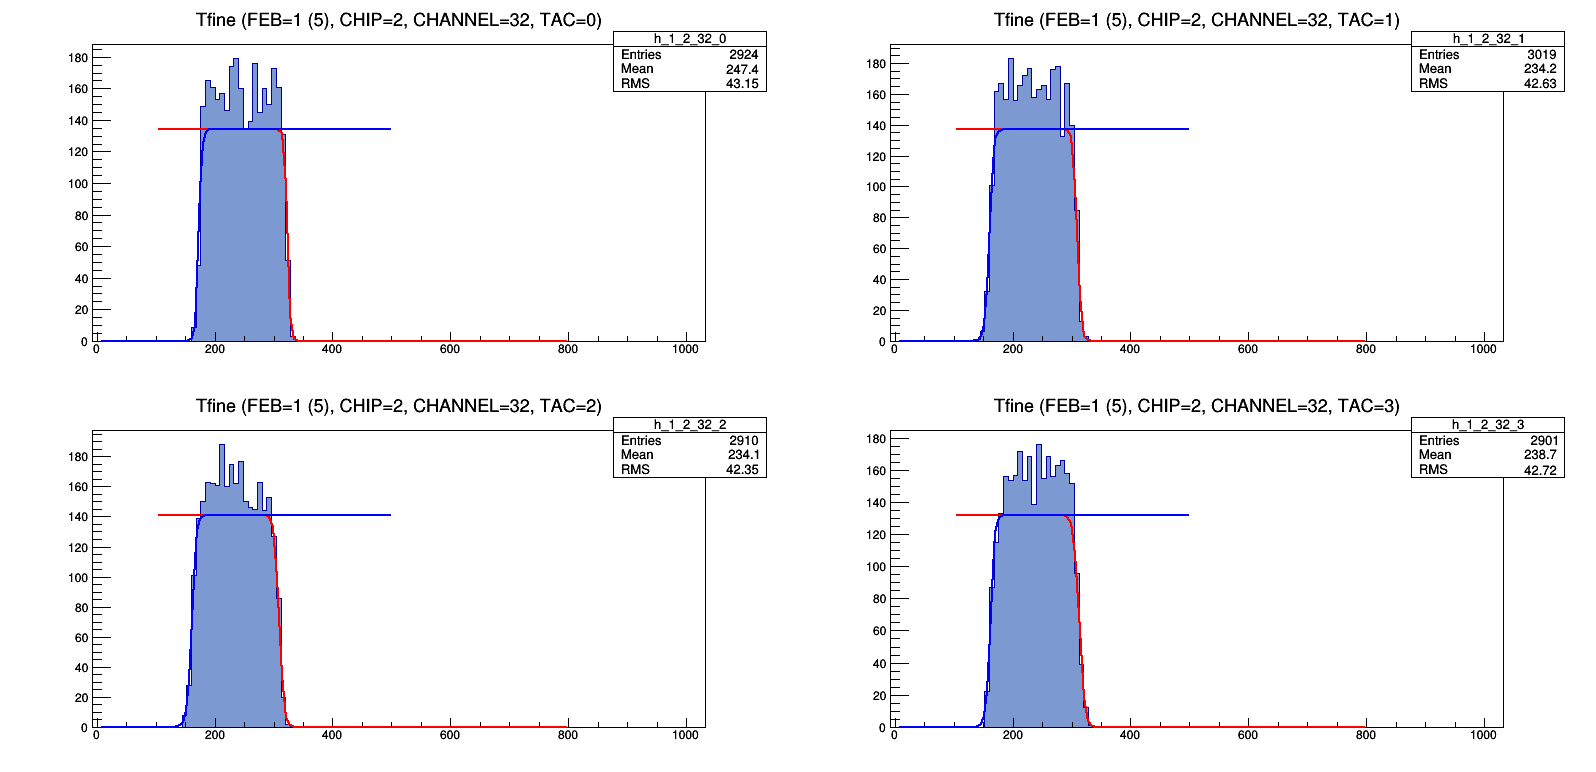 Tfine (FEB=1 (5), CHIP=2, CHANNEL=32, TAC=0)
h_1_2_32_0
Entries 2924
Mean 247.4
RMS 43.15
180
160
140
120
100
80
60
40
20
0
0 200 400 600 800 1000
Tfine (FEB=1 (5), CHIP=2, CHANNEL=32, TAC=1)
h_1_2_32_1
Entries 3019
Mean 234.2
RMS 42.63
180
160
140
120
100
80
60
40
20
0
0 200 400 600 800 1000
Tfine (FEB=1 (5), CHIP=2, CHANNEL=32, TAC=2)
h_1_2_32_2
Entries 2910
Mean 234.1
RMS 42.35
180
160
140
120
100
80
60
40
20
0
0 200 400 600 800 1000
Tfine (FEB=1 (5), CHIP=2, CHANNEL=32, TAC=3)
h_1_2_32_3
Entries 2901
Mean 238.7
RMS 42.72
180
160
140
120
100
80
60
40
20
0
0 200 400 600 800 1000